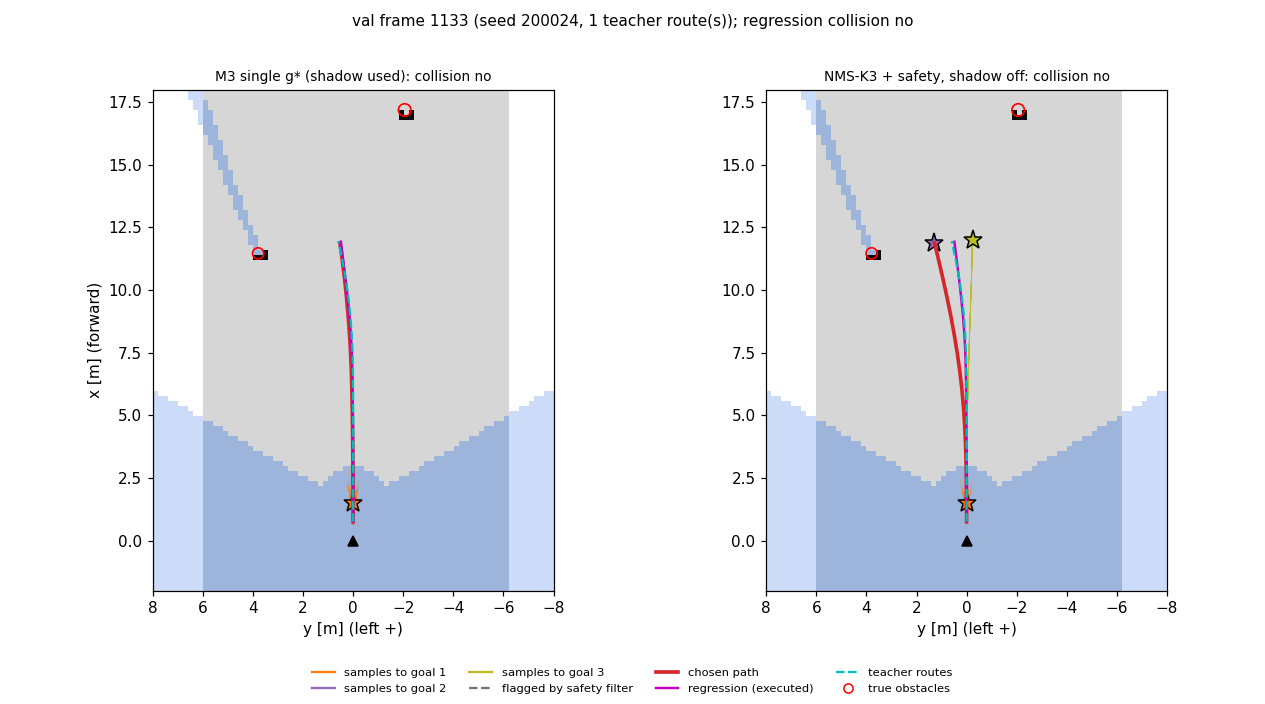 val frame 1133 (seed 200024, 1 teacher route(s)); regression collision no
M3 single g* (shadow used): collision no
NMS-K3 + safety, shadow off: collision no
17.5
15.0
12.5
10.0
7.5
5.0
2.5
0.0
x [m] (forward)
8 6 4 2 0 −2 −4 −6 −8
y [m] (left +)
17.5
15.0
12.5
10.0
7.5
5.0
2.5
0.0
8 6 4 2 0 −2 −4 −6 −8
y [m] (left +)
samples to goal 1
samples to goal 2
samples to goal 3
flagged by safety filter
chosen path
regression (executed)
teacher routes
true obstacles